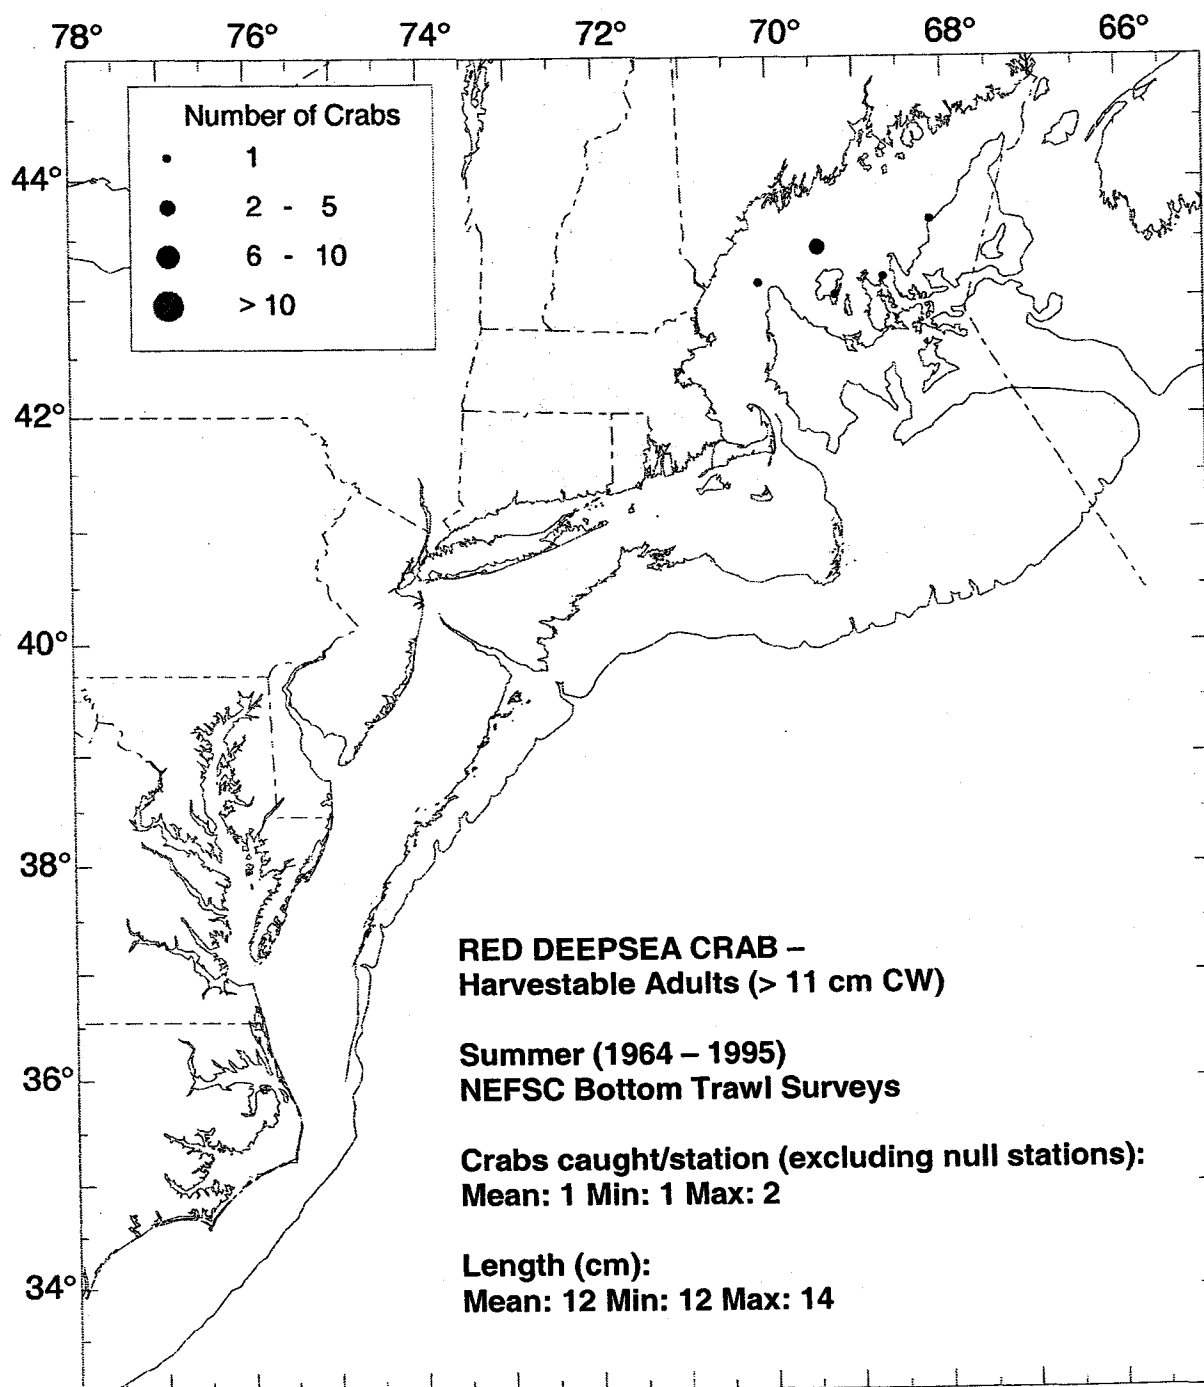 78° 76° 74° 72° 70° 68° 66°
Number of Crabs
1
2 - 5
6 - 10
> 10
44°
42°
40°
38°
36°
34°
RED DEEPSEA CRAB –
Harvestable Adults (> 11 cm CW)
Summer (1964 – 1995)
NEFSC Bottom Trawl Surveys
Crabs caught/station (excluding null stations):
Mean: 1 Min: 1 Max: 2
Length (cm):
Mean: 12 Min: 12 Max: 14